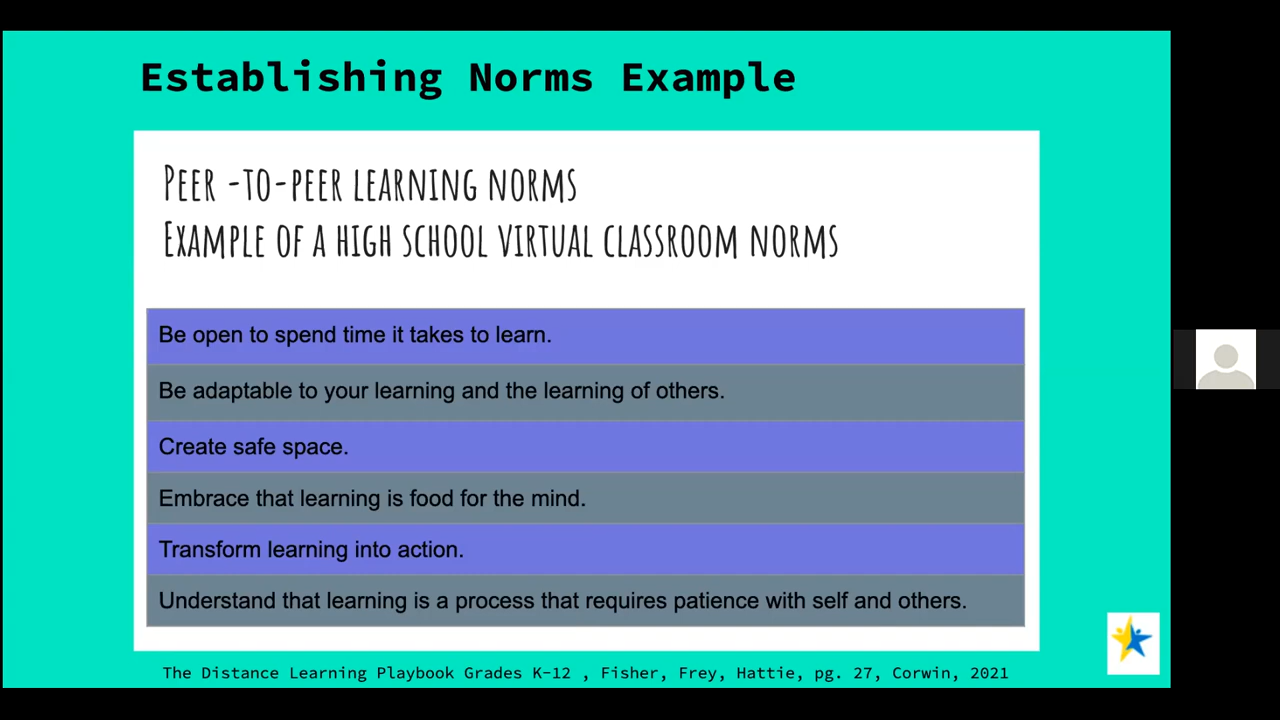 Establishing Norms Example
PEER -TO-PEER LEARNING NORMS
EXAMPLE OF A HIGH SCHOOL VIRTUAL CLASSROOM NORMS
Be open to spend time it takes to learn.
Be adaptable to your learning and the learning of others.
Create safe space.
Embrace that learning is food for the mind.
Transform learning into action.
Understand that learning is a process that requires patience with self and others.
The Distance Learning Playbook Grades K-12 , Fisher, Frey, Hattie, pg. 27, Corwin, 2021